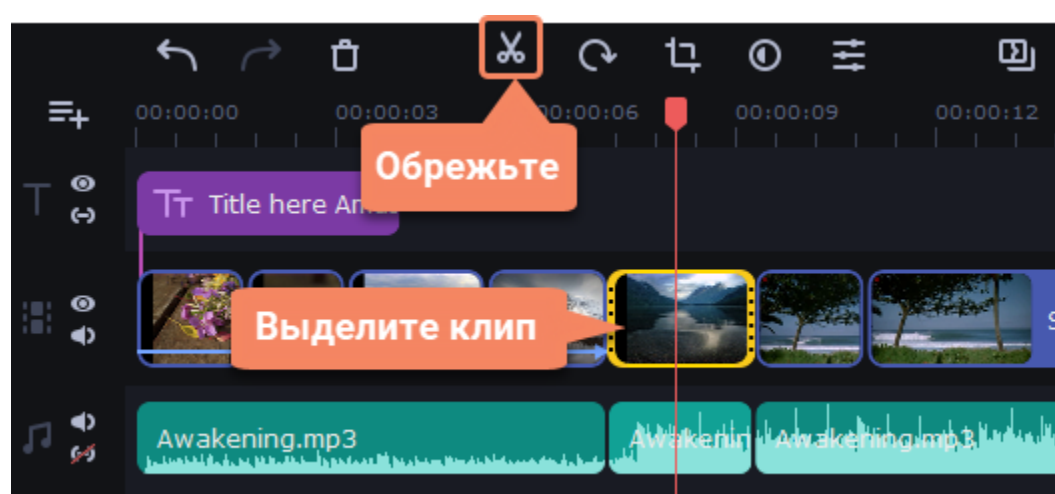 00:00:00 00:00:03 00:00:06 00:00:09 00:00:12
Обрежьте
Title here
Выделите клип
S
Awakening.mp3 Awakenin Awakening.mp3